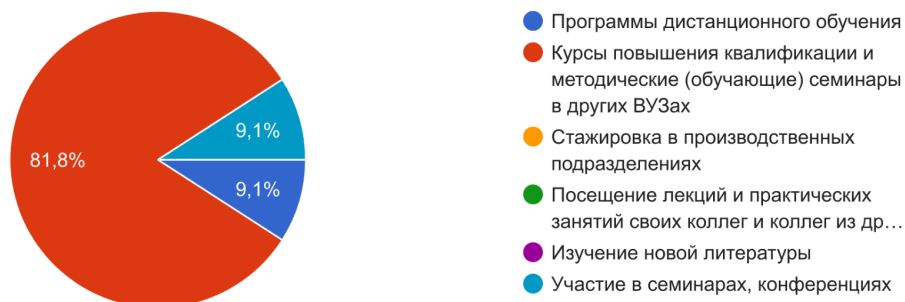 81,8%
9,1%
9,1%
Программы дистанционного обучения
Курсы повышения квалификации и
методические (обучающие) семинары
в других ВУЗах
Стажировка в производственных
подразделениях
Посещение лекций и практических
занятий своих коллег и коллег из др…
Изучение новой литературы
Участие в семинарах, конференциях